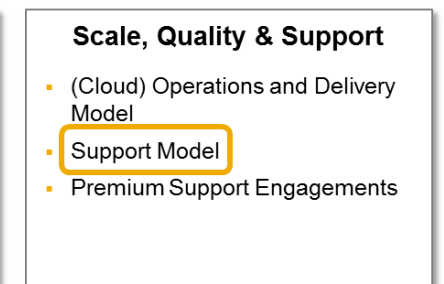 Scale, Quality & Support
▪ (Cloud) Operations and Delivery
Model
▪ Support Model
▪ Premium Support Engagements